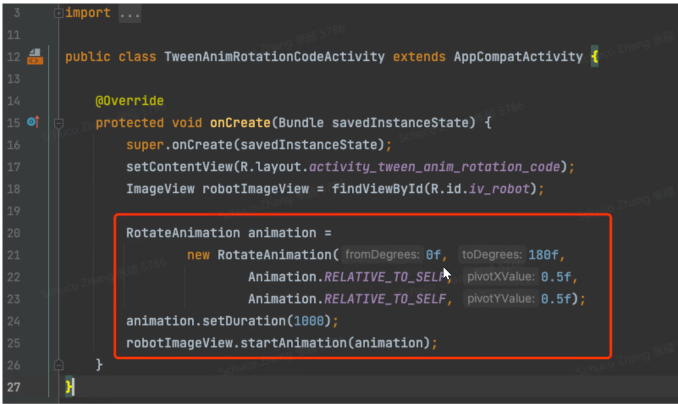 3 import ...
11
12 public class TweenAnimRotationCodeActivity extends AppCompatActivity {
13
14 @Override
15 protected void onCreate(Bundle savedInstanceState) {
16 super.onCreate(savedInstanceState);
17 setContentView(R.layout.activity_tween_anim_rotation_code);
18 ImageView robotImageView = findViewById(R.id.iv_robot);
19
20 RotateAnimation animation =
21 new RotateAnimation( fromDegrees: 0f, toDegrees: 180f,
22 Animation.RELATIVE_TO_SELF, pivotXValue: 0.5f,
23 Animation.RELATIVE_TO_SELF, pivotYValue: 0.5f);
24 animation.setDuration(1000);
25 robotImageView.startAnimation(animation);
26 }
27 }